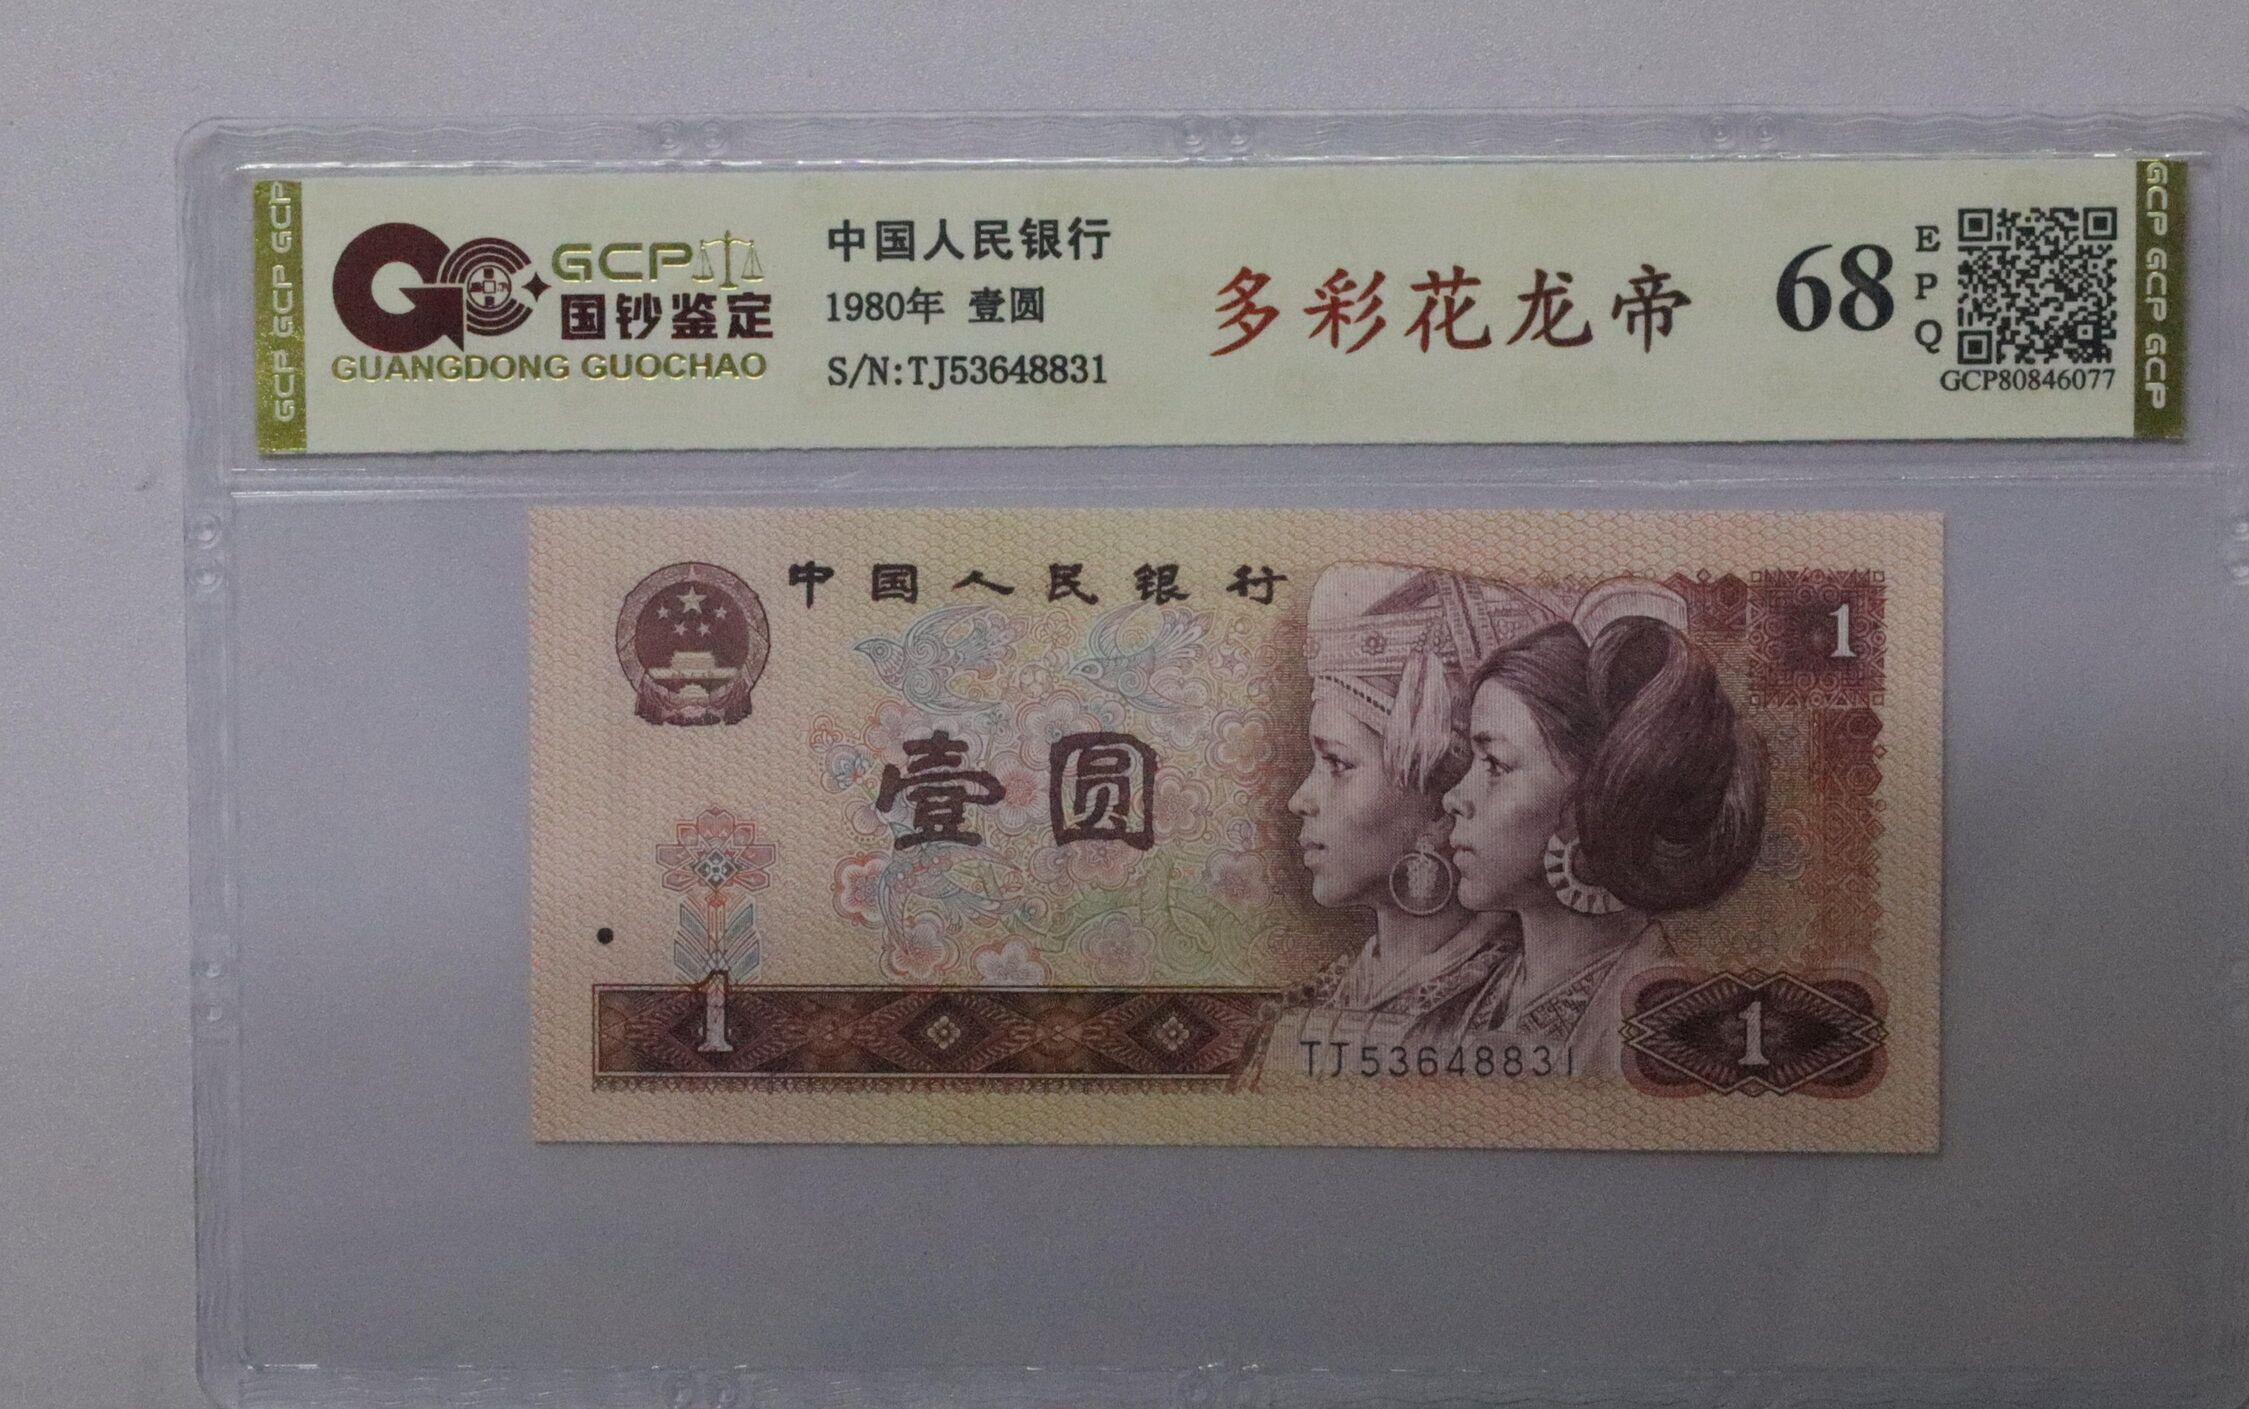 GCP GCP GCP
GCP
国钞鉴定
GUANGDONG GUOCHAO
中国人民银行
1980年 壹圆
S/N:TJ53648831
多彩花龙帝
68
EPQ
GCP80846077
GCP GCP GCP
中国人民银行
1
壹圆
1
1
TJ53648831